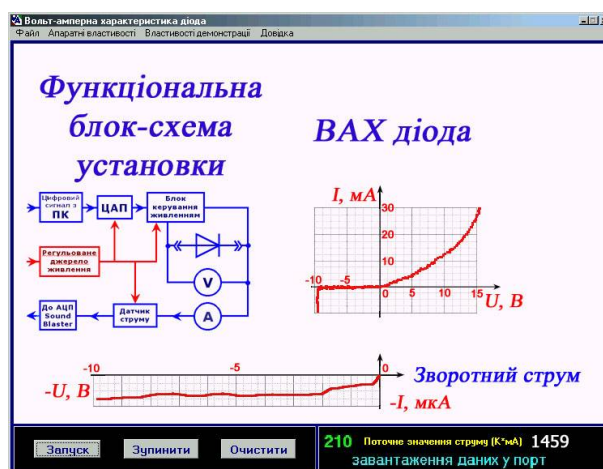 Вольт-амперна характеристика діода
Файл Апаратні властивості Властивості демонстрації Довідка
Функціональна
блок-схема
установки
ВАХ діода
Цифровий
сигнал з
ПК
ЦАП
Блок
керування
живленням
Регульоване
джерело
живлення
V
До АЦП
Sound
Blaster
Датчик
струму
A
I, мА
30
20
10
-10 -5 0 0 5 10 15
U, В
-10 -5 0
-U, В
Зворотний струм
-I, мкА
Запуск Зупинити Очистити
210 Поточне значення струму (К*мА) 1459
завантаження даних у порт